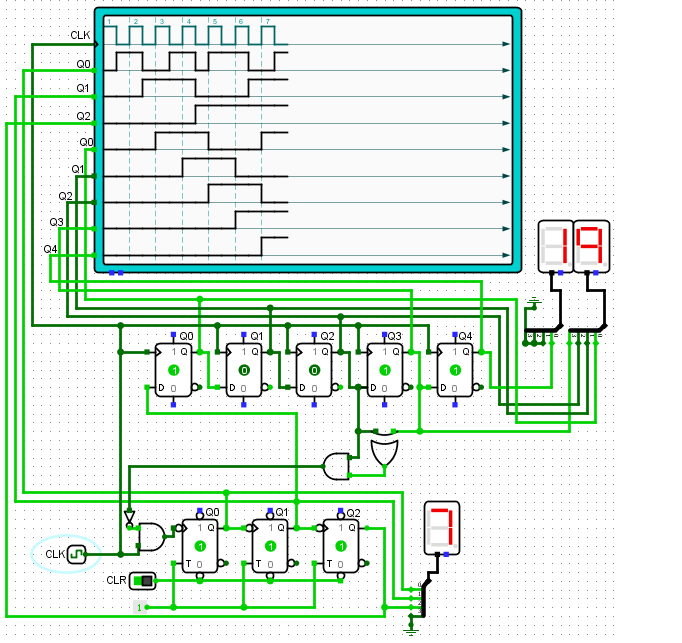 1 2 3 4 5 6 7
CLK
Q0
Q1
Q2
Q0
Q1
Q2
Q3
Q4
19
Q0 Q1 Q2 Q3 Q4
1 Q 1 Q 1 Q 1 Q 1 Q
1 0 0 1 1
D 0 D 0 D 0 D 0 D 0
7
Q0 Q1 Q2
1 Q 1 Q 1 Q
1 1 1
CLK
T 0 T 0 T 0
CLR
1